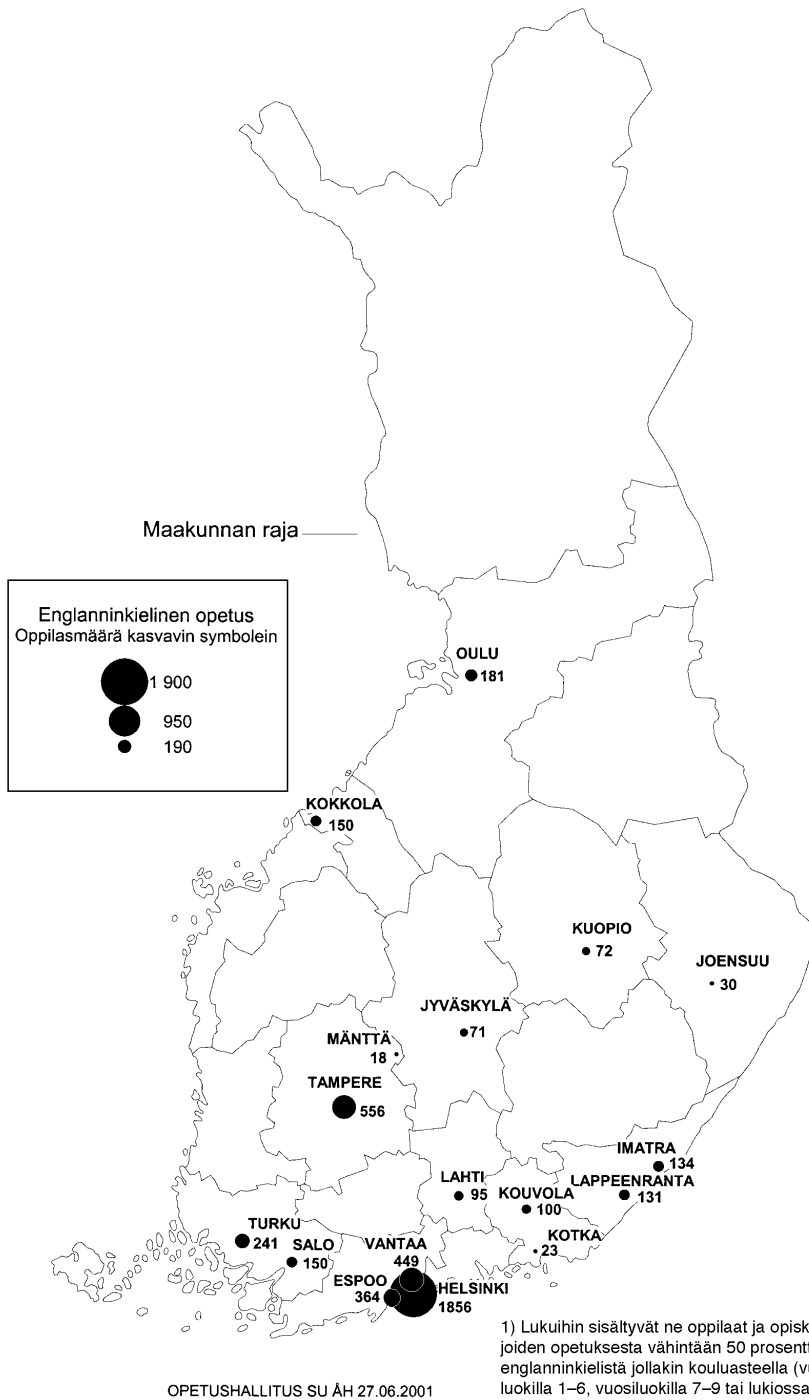 Maakunnan raja
Englanninkielinen opetus
Oppilasmäärä kasvavin symbolein
1 900
950
190
OULU
181
KOKKOLA
150
KUOPIO
72
JOENSUU
30
JYVÄSKYLÄ
71
MÄNTTÄ
18
TAMPERE
556
IMATRA
134
LAPPEENRANTA
131
LAHTI
95
KOUVOLA
100
KOTKA
23
TURKU
241
SALO
150
VANTAA
449
ESPOO
364
HELSINKI
1856
1) Lukuihin sisältyvät ne oppilaat ja opisk
joiden opetuksesta vähintään 50 prosentt
englanninkielistä jollakin kouluasteella (vu
luokilla 1–6, vuosiluokilla 7–9 tai lukiossa
OPETUSHALLITUS SU ÅH 27.06.2001